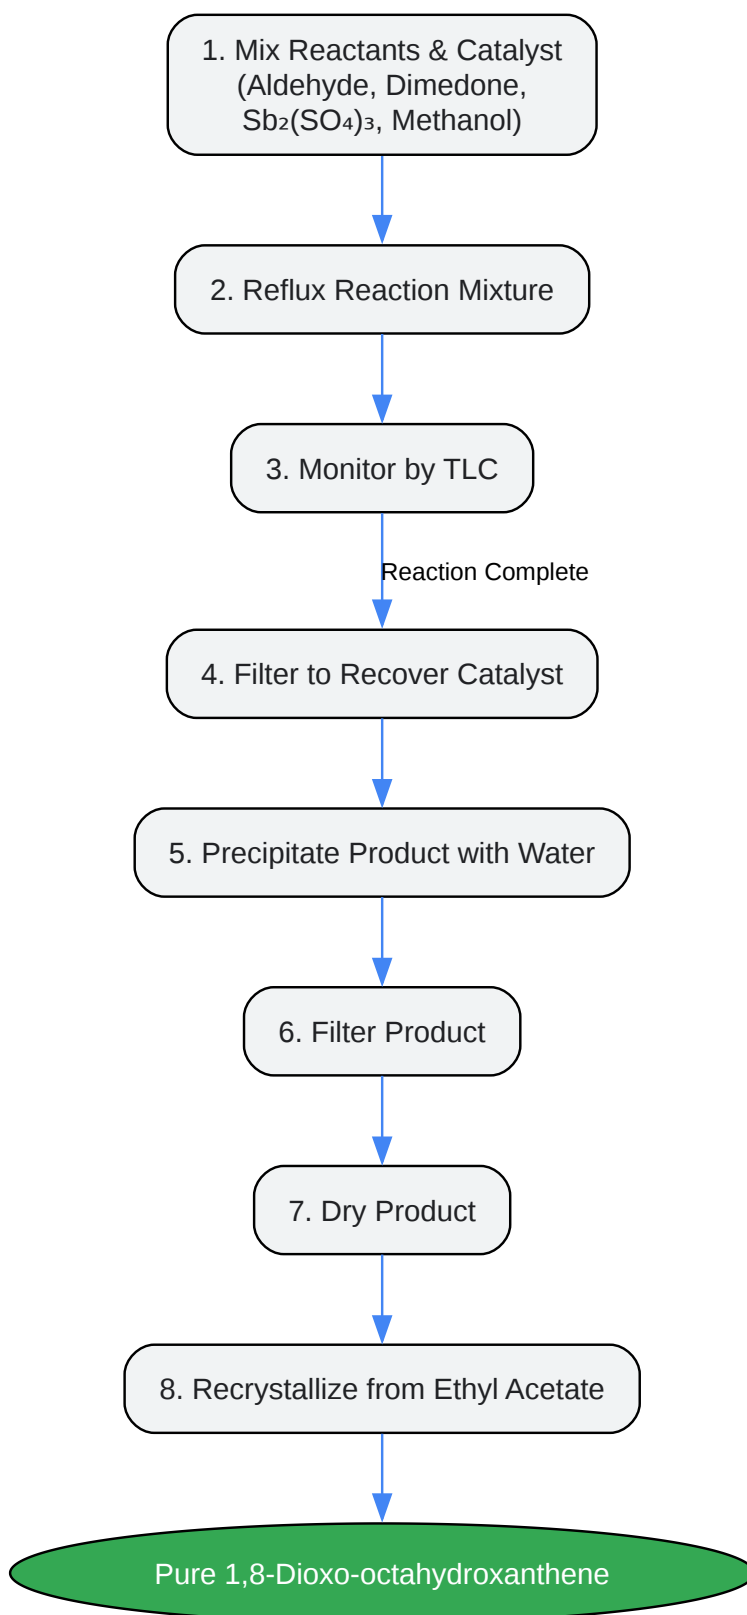 1. Mix Reactants & Catalyst
(Aldehyde, Dimedone,
Sb₂(SO₄)₃, Methanol)
2. Reflux Reaction Mixture
3. Monitor by TLC
Reaction Complete
4. Filter to Recover Catalyst
5. Precipitate Product with Water
6. Filter Product
7. Dry Product
8. Recrystallize from Ethyl Acetate
Pure 1,8-Dioxo-octahydroxanthene